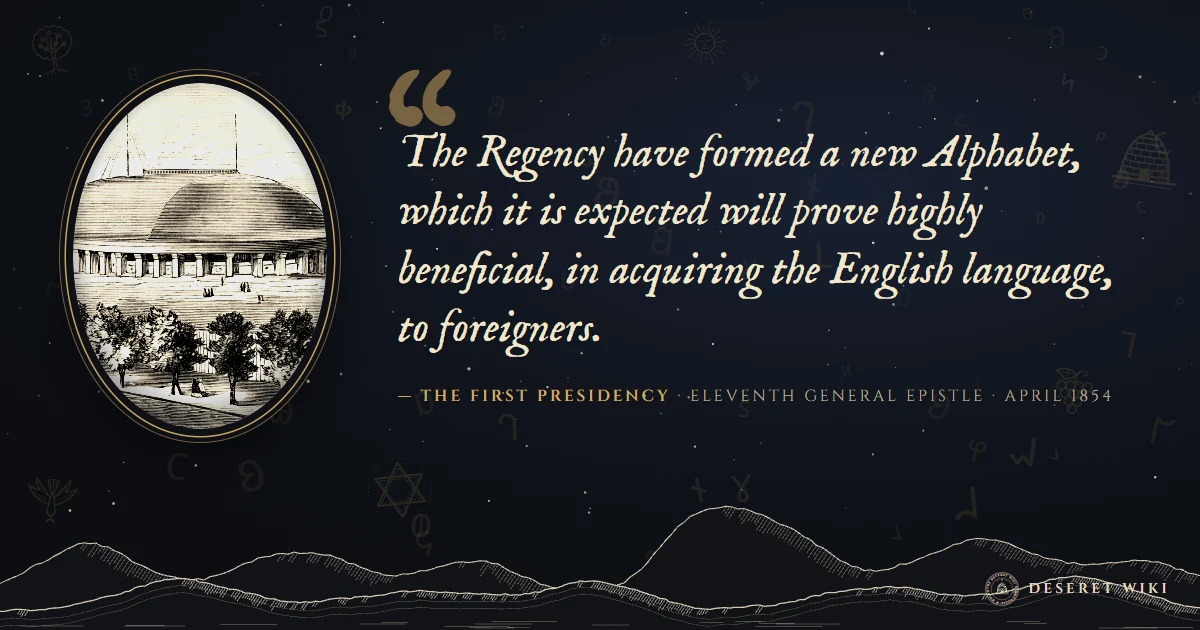 “
The Regency have formed a new Alphabet,
which it is expected will prove highly
beneficial, in acquiring the English language,
to foreigners.
— THE FIRST PRESIDENCY · ELEVENTH GENERAL EPISTLE · APRIL 1854
DESERET WIKI